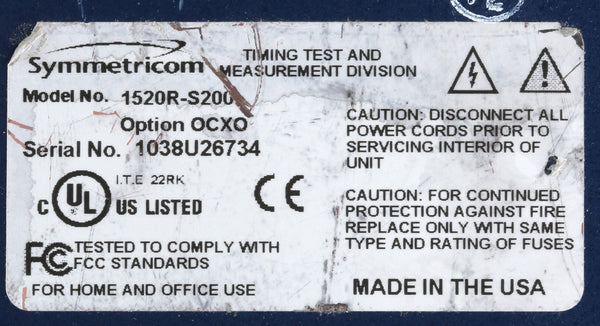 Symmetricom
TIMING TEST AND
MEASUREMENT DIVISION
Model No. 1520R-S200
Option OCXO
Serial No. 1038U26734
I.T.E 22RK
C UL US LISTED
CE
FC TESTED TO COMPLY WITH
FCC STANDARDS
FOR HOME AND OFFICE USE
CAUTION: DISCONNECT ALL
POWER CORDS PRIOR TO
SERVICING INTERIOR OF
UNIT
CAUTION: FOR CONTINUED
PROTECTION AGAINST FIRE
REPLACE ONLY WITH SAME
TYPE AND RATING OF FUSES
MADE IN THE USA